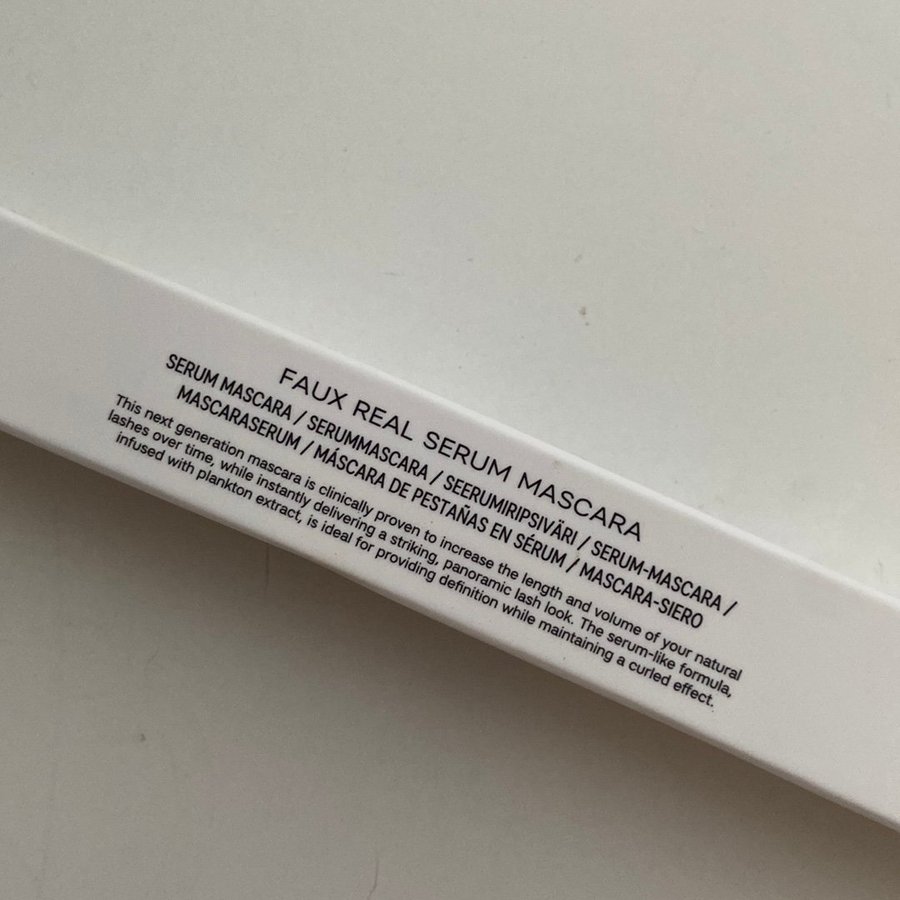 FAUX REAL SERUM MASCARA
SERUM MASCARA / SERUMMASCARA / SEERUMIRIPSIVÄRI / SERUM-MASCARA /
MASCARASERUM / MÁSCARA DE PESTAÑAS EN SÉRUM / MASCARA-SIERO
This next generation mascara is clinically proven to increase the length and volume of your natural
lashes over time, while instantly delivering a striking, panoramic lash look. The serum-like formula,
infused with plankton extract, is ideal for providing definition while maintaining a curled effect.